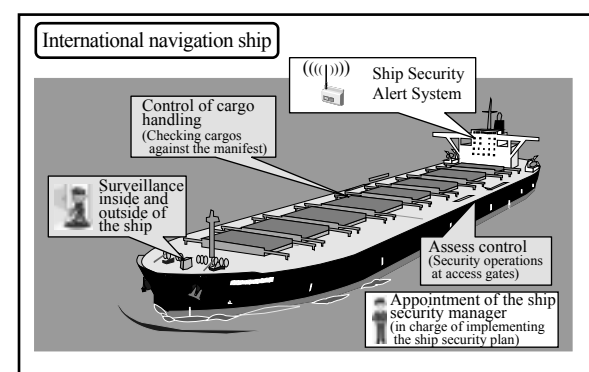 International navigation ship
Ship Security
Alert System
Control of cargo
handling
(Checking cargos
against the manifest)
Surveillance
inside and
outside of
the ship
Assess control
(Security operations
at access gates)
Appointment of the ship
security manager
(in charge of implementing
the ship security plan)